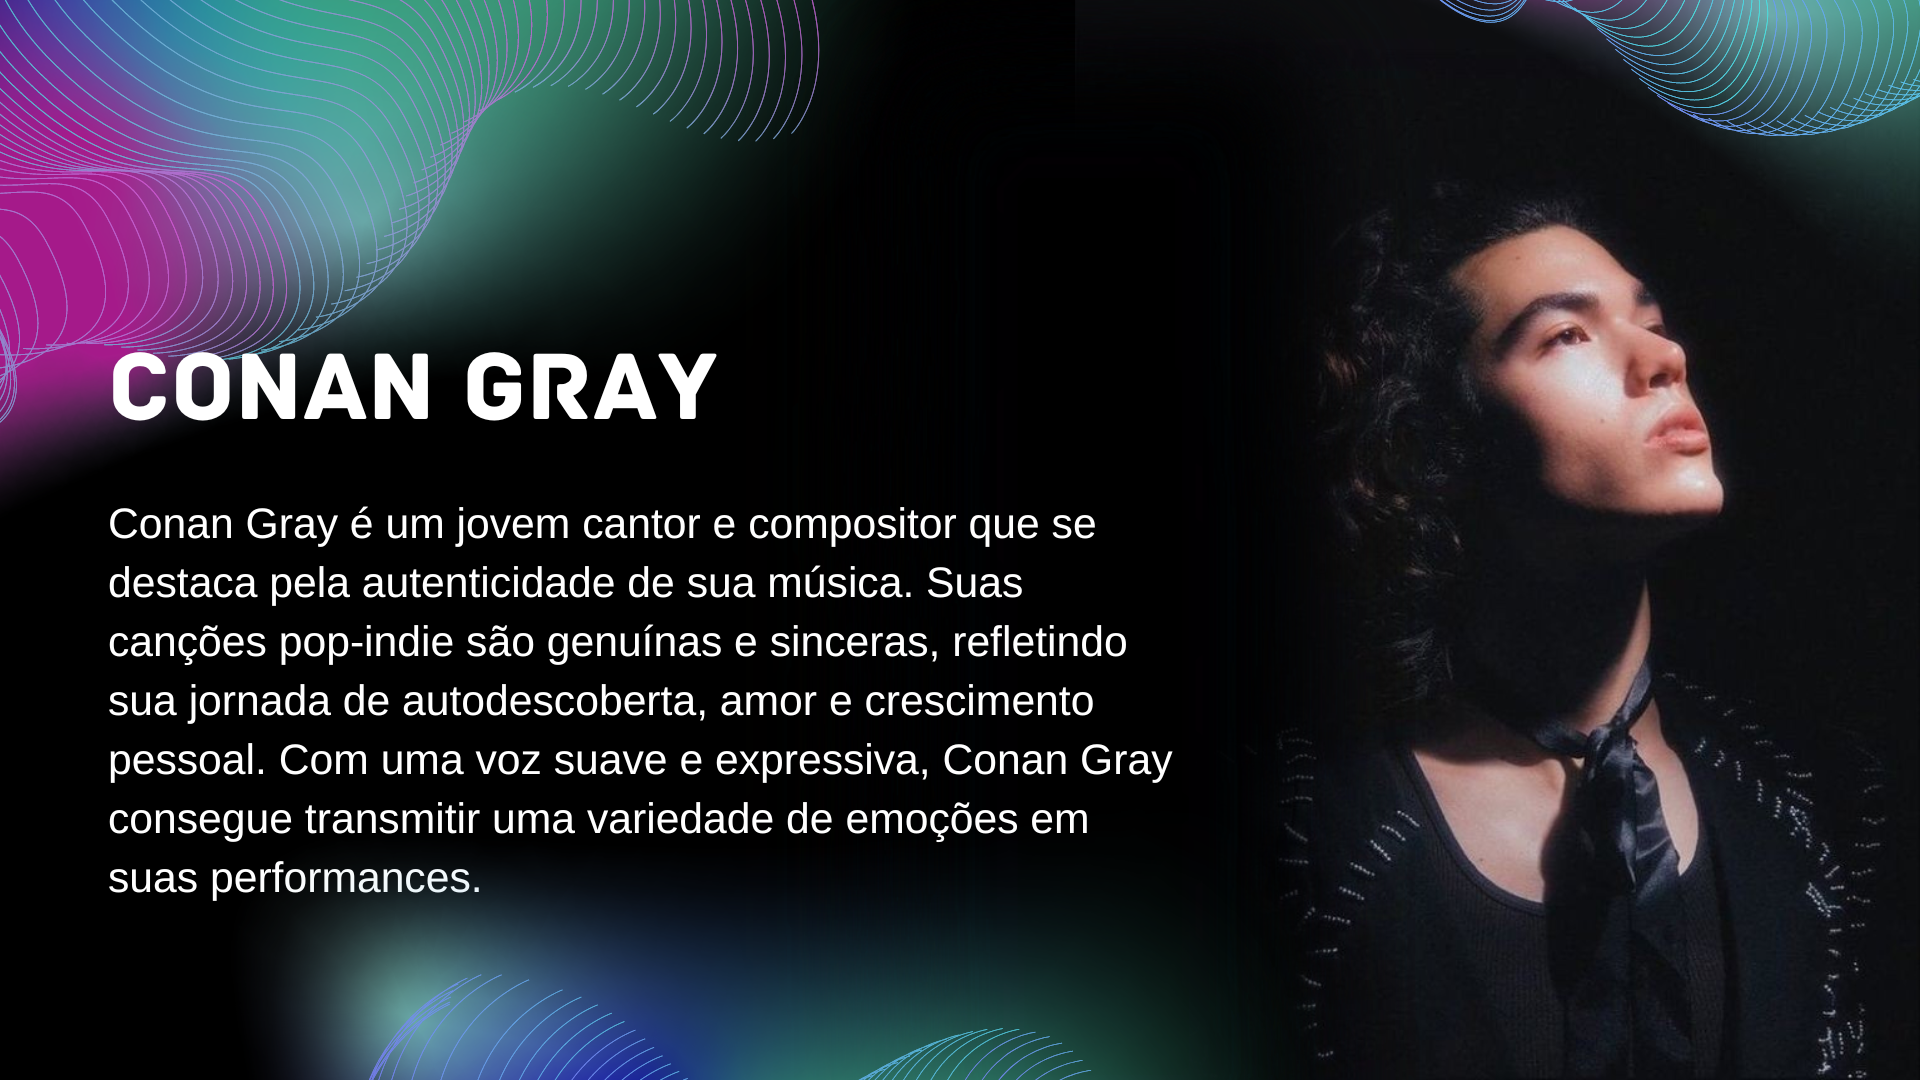 CONAN GRAY
Conan Gray é um jovem cantor e compositor que se
destaca pela autenticidade de sua música. Suas
canções pop-indie são genuínas e sinceras, refletindo
sua jornada de autodescoberta, amor e crescimento
pessoal. Com uma voz suave e expressiva, Conan Gray
consegue transmitir uma variedade de emoções em
suas performances.